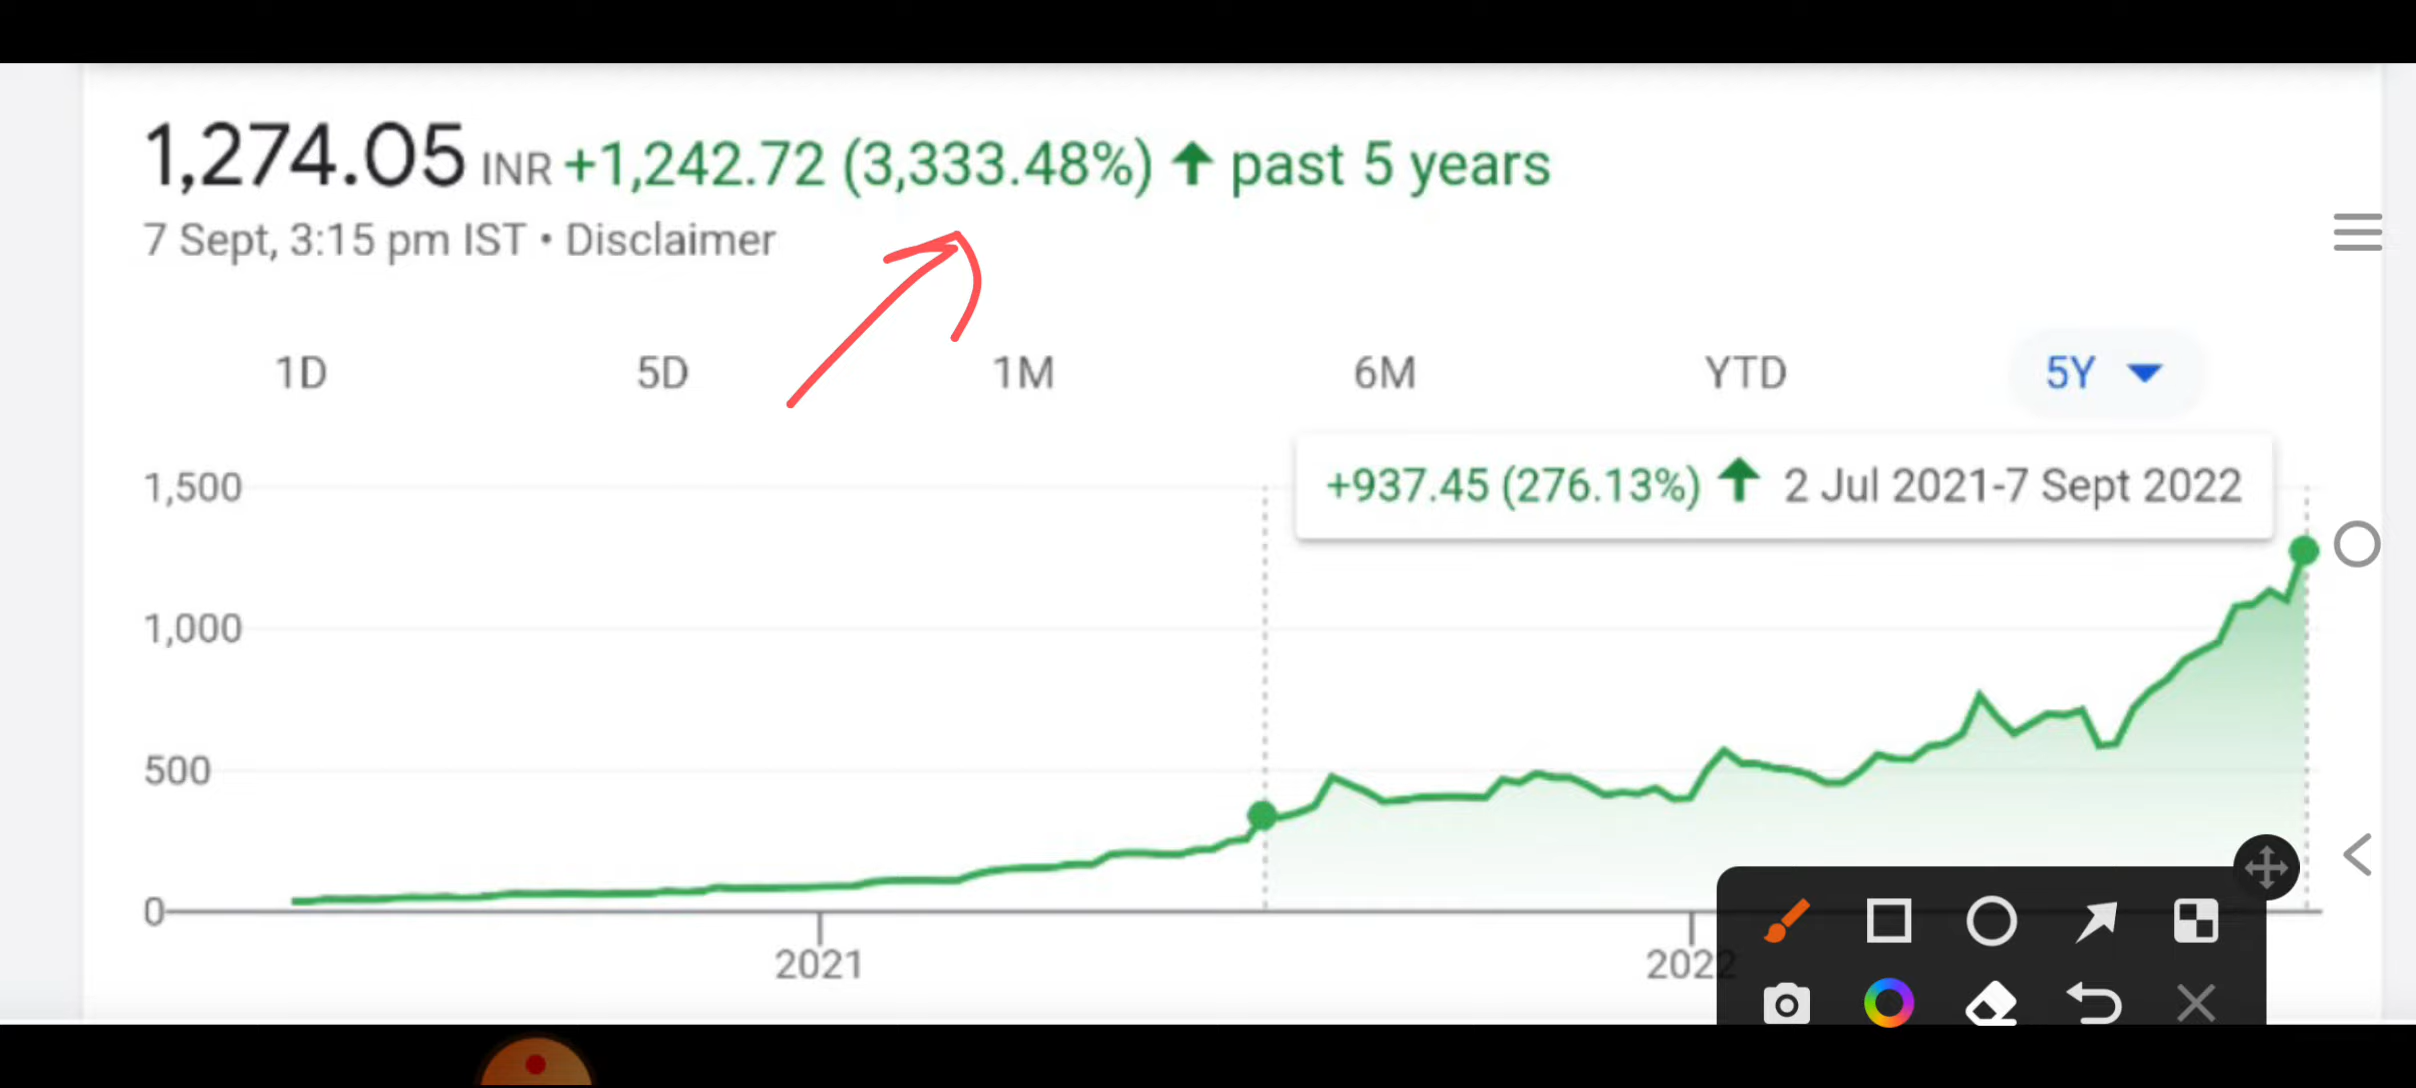 1,274.05 INR +1,242.72 (3,333.48%) ↑ past 5 years
7 Sept, 3:15 pm IST • Disclaimer
1D 5D 1M 6M YTD 5Y
+937.45 (276.13%) ↑ 2 Jul 2021-7 Sept 2022
1,500
1,000
500
0
2021 2022